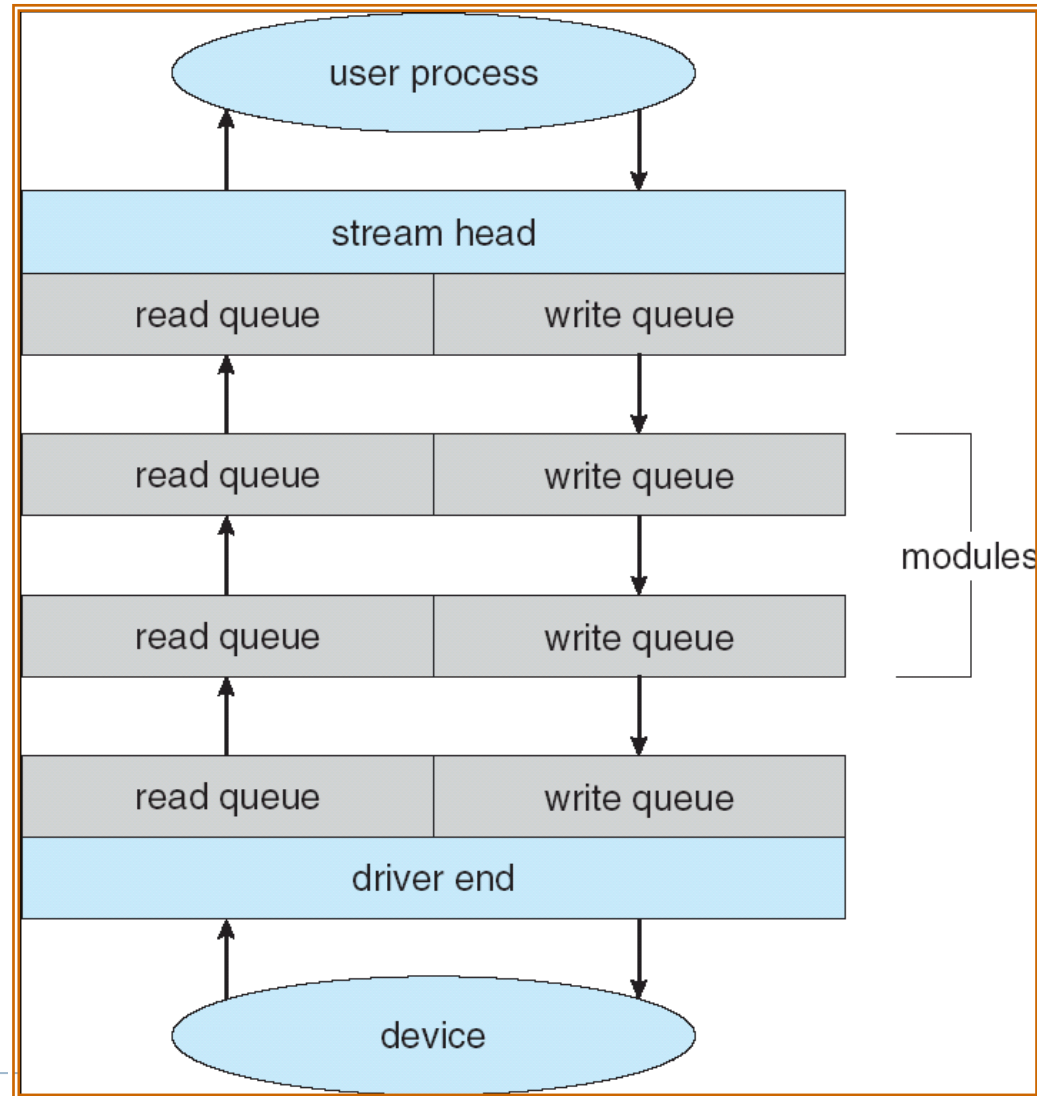 user process
stream head
read queue write queue
read queue write queue
modules
read queue write queue
read queue write queue
driver end
device